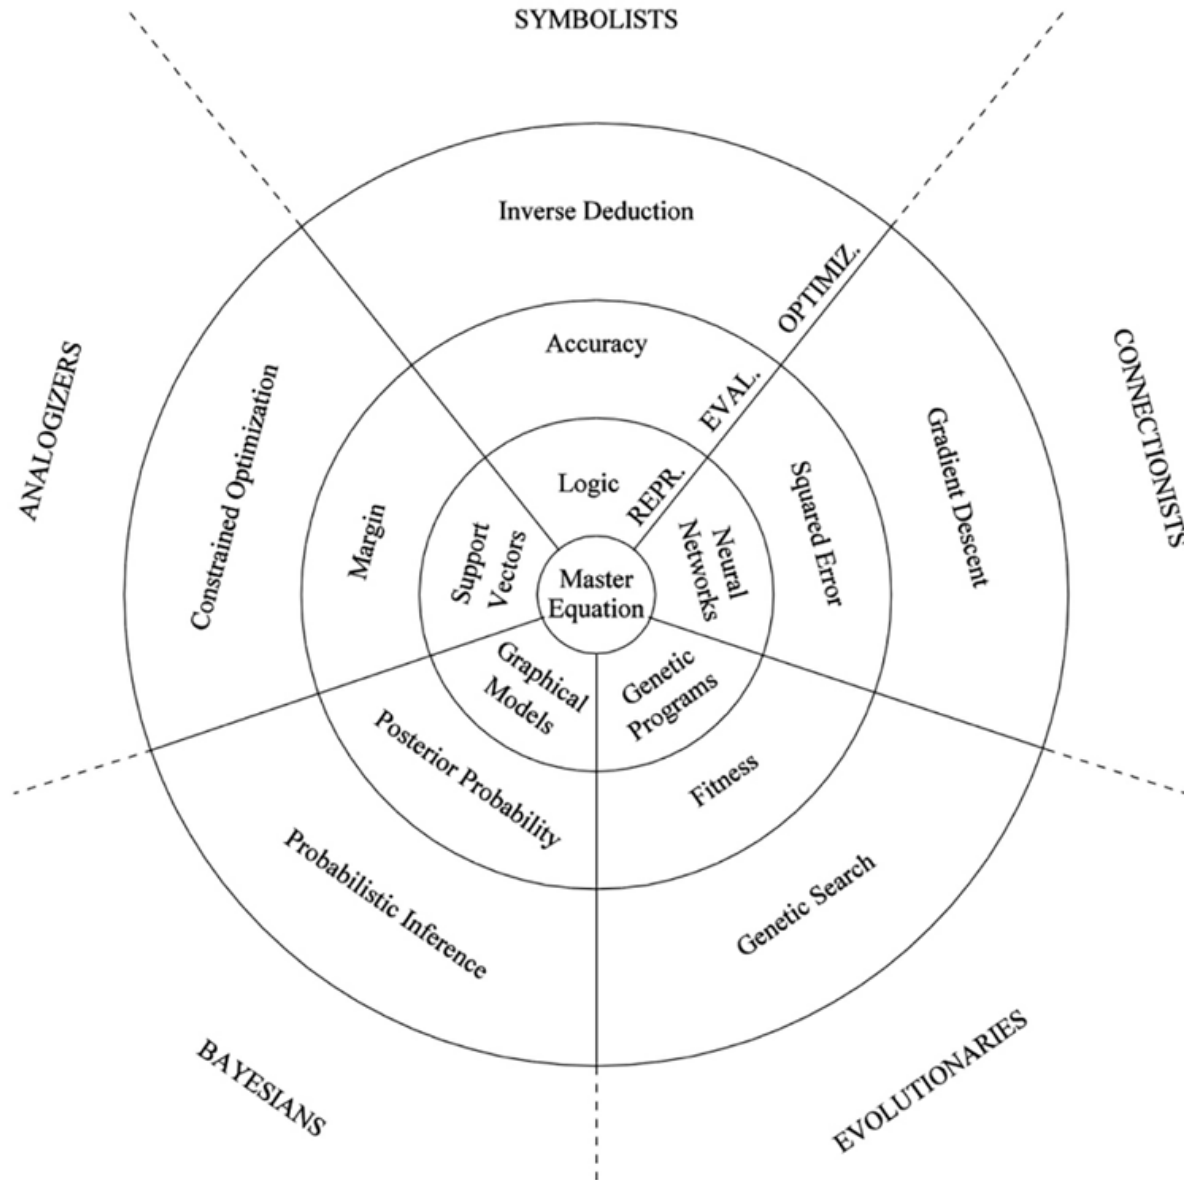 SYMBOLISTS
Inverse Deduction
OPTIMIZ.
Accuracy
EVAL.
Logic
REPR.
ANALOGIZERS
Constrained Optimization
Margin
Support
Vectors
Master
Equation
Neural
Networks
Squared Error
Gradient Descent
CONNECTIONISTS
Graphical
Models
Genetic
Programs
Posterior Probability
Fitness
Probabilistic Inference
Genetic Search
BAYESIANS
EVOLUTIONARIES